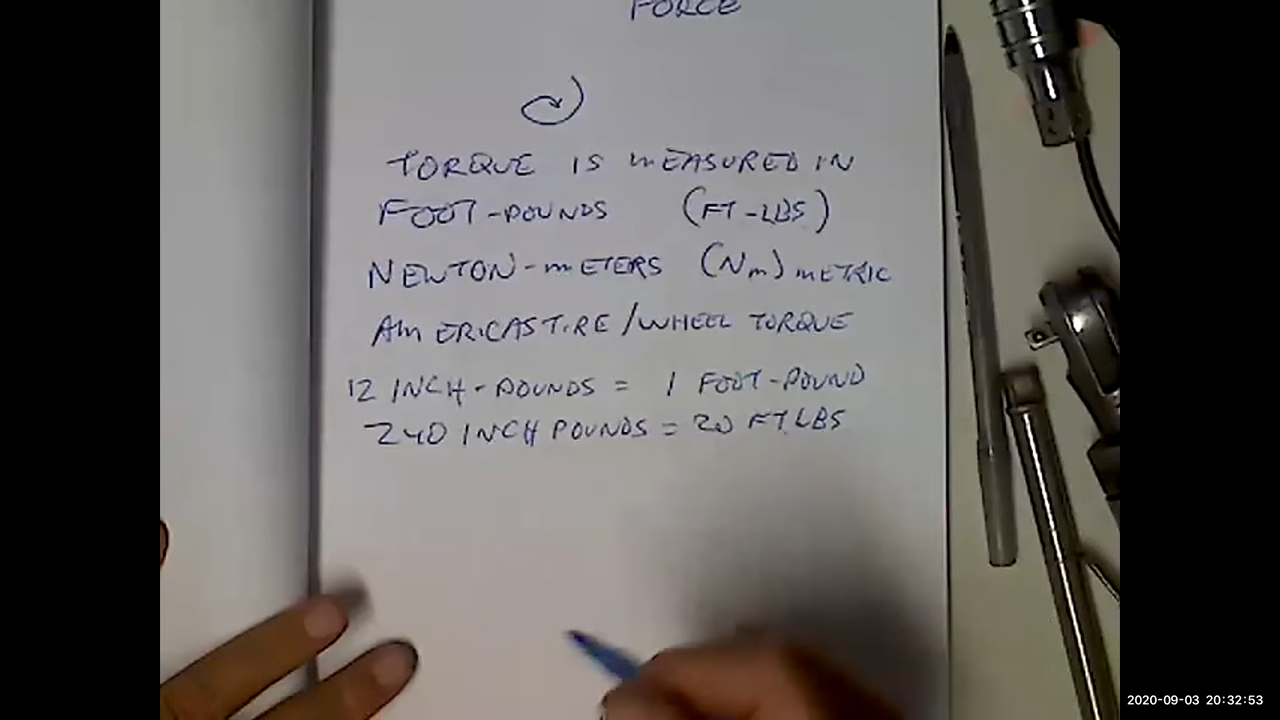 FORCE
TORQUE IS MEASURED IN
FOOT-POUNDS (FT-LBS)
NEWTON-METERS (Nm) METRIC
AMERICASTIRE/WHEEL TORQUE
12 INCH-POUNDS = 1 FOOT-POUND
240 INCH POUNDS = 20 FT.LBS
2020-09-03 20:32:53